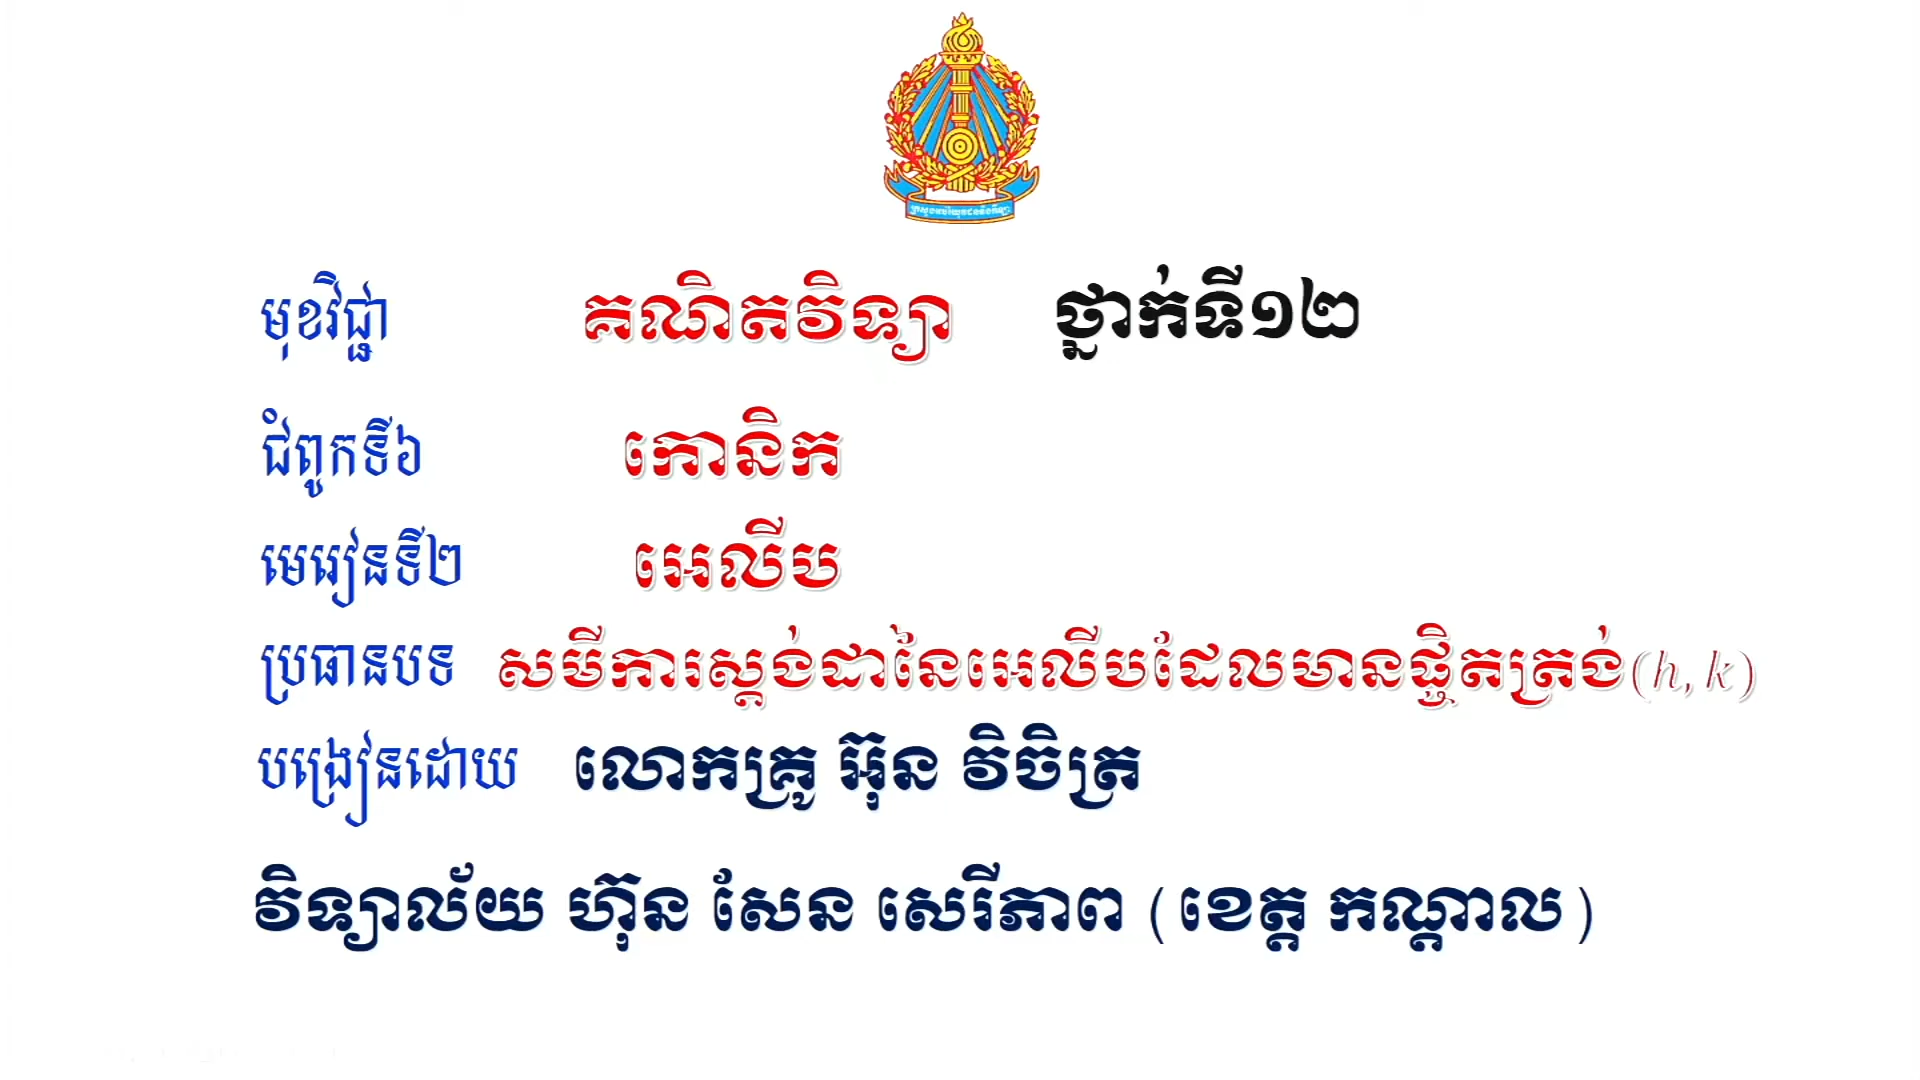 មុខវិជ្ជា គណិតវិទ្យា ថ្នាក់ទី១២
ជំពូកទី៦ កោនិក
មេរៀនទី២ អេលីប
ប្រធានបទ សមីការស្តង់ដានៃអេលីបដែលមានផ្ចិតត្រង់(h, k)
បង្រៀនដោយ លោកគ្រូ អ៊ុន វិចិត្រ
វិទ្យាល័យ ហ៊ុន សែន សេរីភាព ( ខេត្ត កណ្តាល )